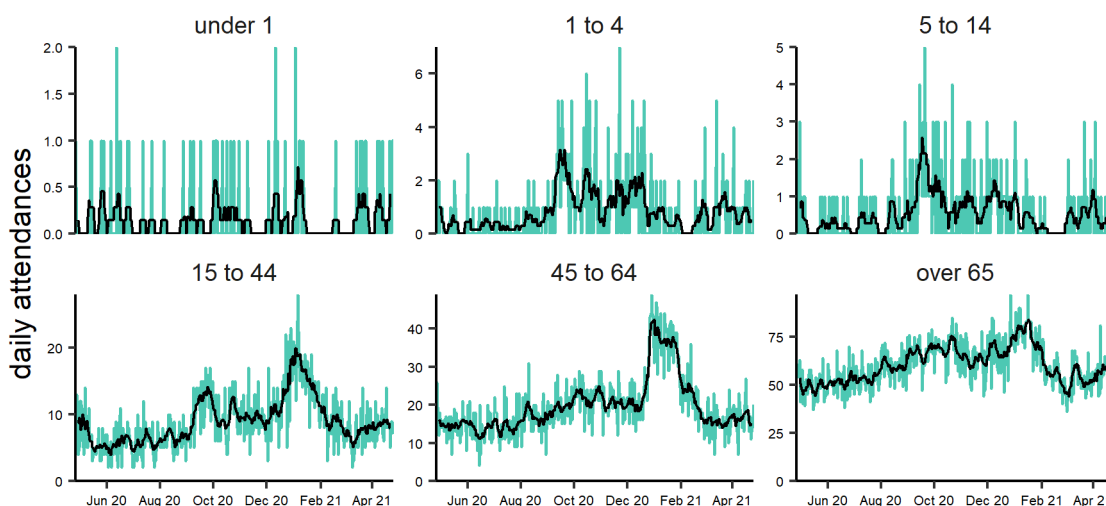 under 1
1 to 4
5 to 14
2.0
1.5
1.0
0.5
0.0
6
4
2
0
5
4
3
2
1
0
daily attendances
15 to 44
45 to 64
over 65
20
10
0
40
30
20
10
0
75
50
25
0
Jun 20 Aug 20 Oct 20 Dec 20 Feb 21 Apr 21
Jun 20 Aug 20 Oct 20 Dec 20 Feb 21 Apr 21
Jun 20 Aug 20 Oct 20 Dec 20 Feb 21 Apr 21